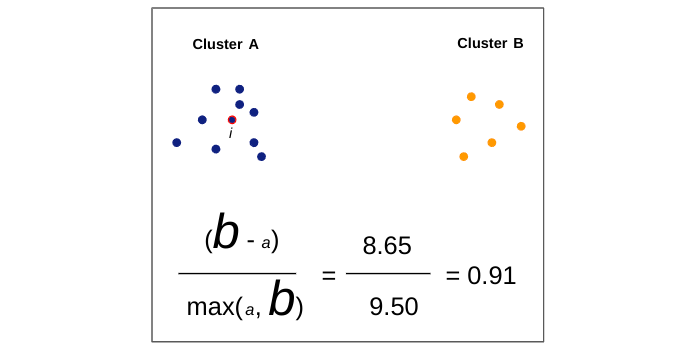 Cluster A
Cluster B
i
(b - a)
max(a, b)
=
8.65
9.50
= 0.91